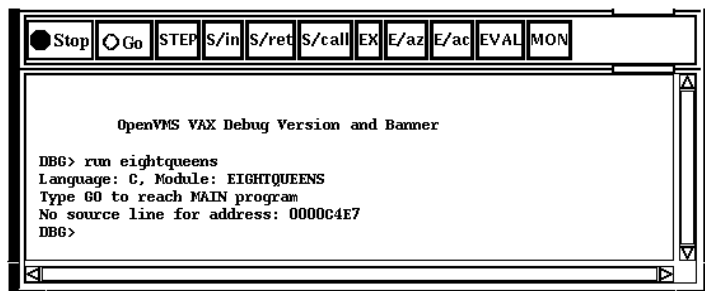 Stop Go STEP S/in S/ret S/call EX E/az E/ac EVAL MON
OpenVMS VAX Debug Version and Banner
DBG> run eightqueens
Language: C, Module: EIGHTQUEENS
Type GO to reach MAIN program
No source line for address: 0000C4E7
DBG>